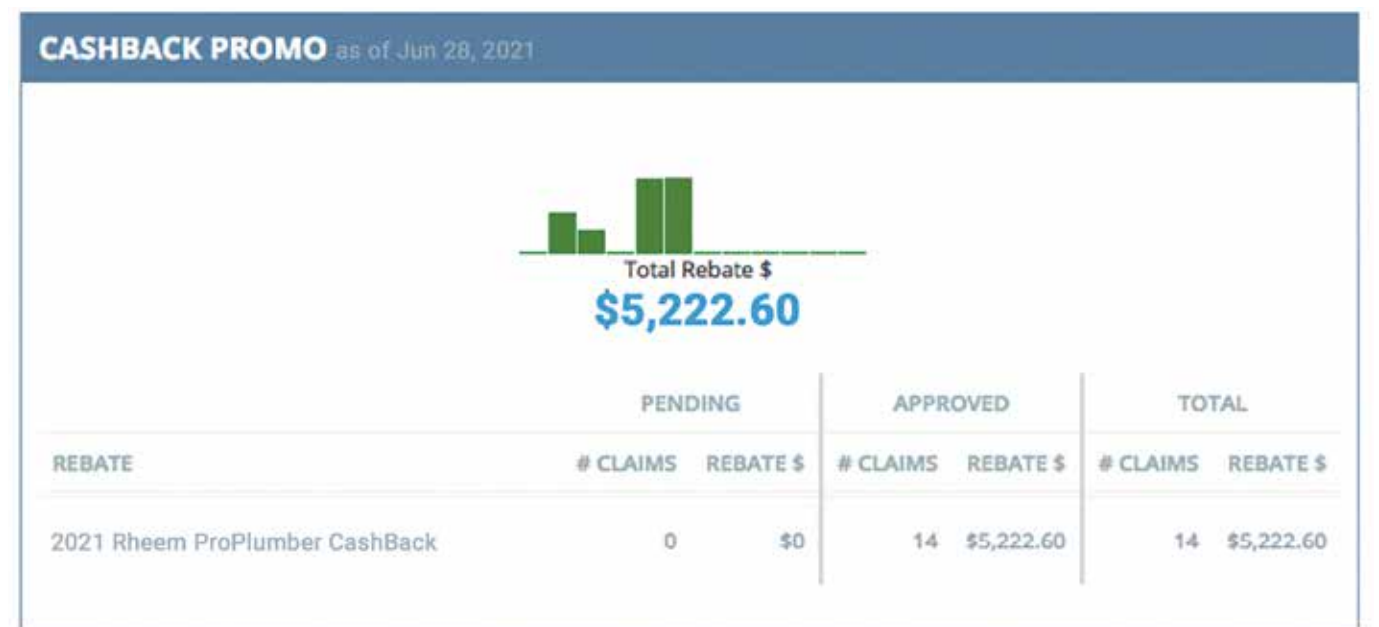 CASHBACK PROMO as of Jun 28, 2021
Total Rebate $
$5,222.60
PENDING APPROVED TOTAL
REBATE # CLAIMS REBATE $ # CLAIMS REBATE $ # CLAIMS REBATE $
2021 Rheem ProPlumber CashBack 0 $0 14 $5,222.60 14 $5,222.60